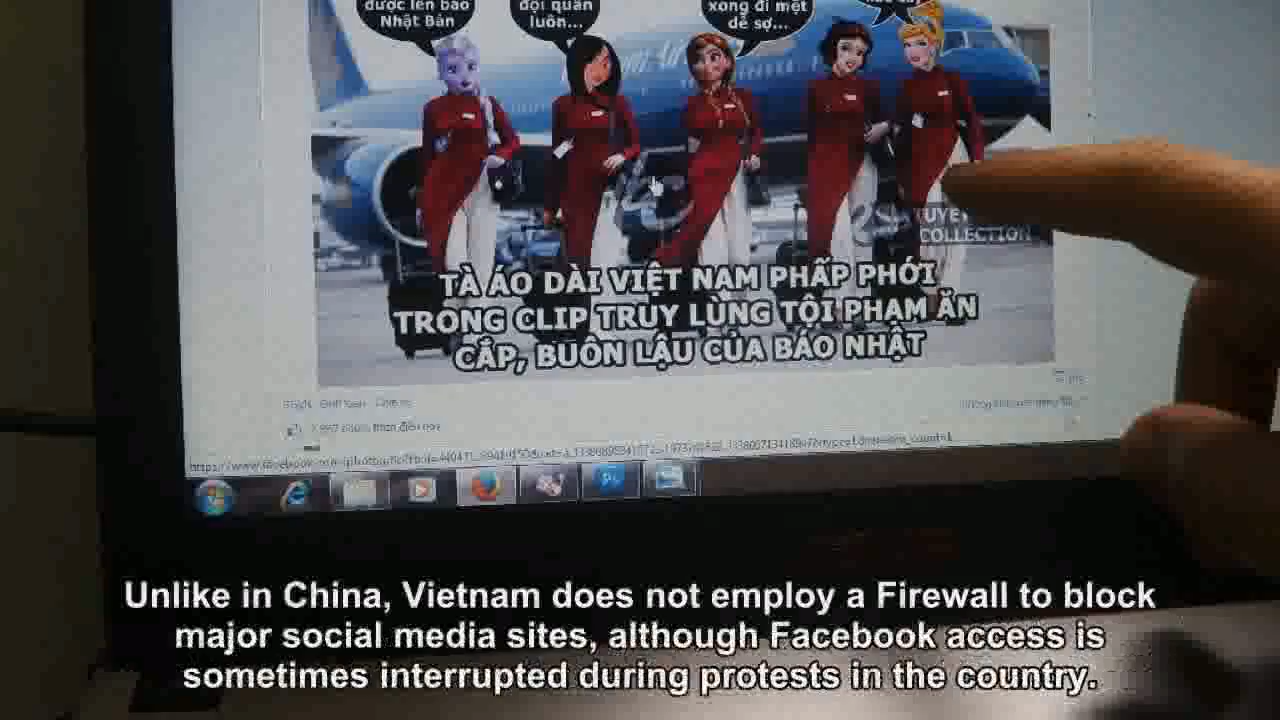 được lên báo
Nhật Bản
đội quân
luôn...
xong đi mệt
dễ sợ...
COLLECTION
TÀ ÁO DÀI VIỆT NAM PHẤP PHỚI
TRONG CLIP TRUY LÙNG TỘI PHẠM ĂN
CẮP, BUÔN LẬU CỦA BÁO NHẬT
Unlike in China, Vietnam does not employ a Firewall to block
major social media sites, although Facebook access is
sometimes interrupted during protests in the country.